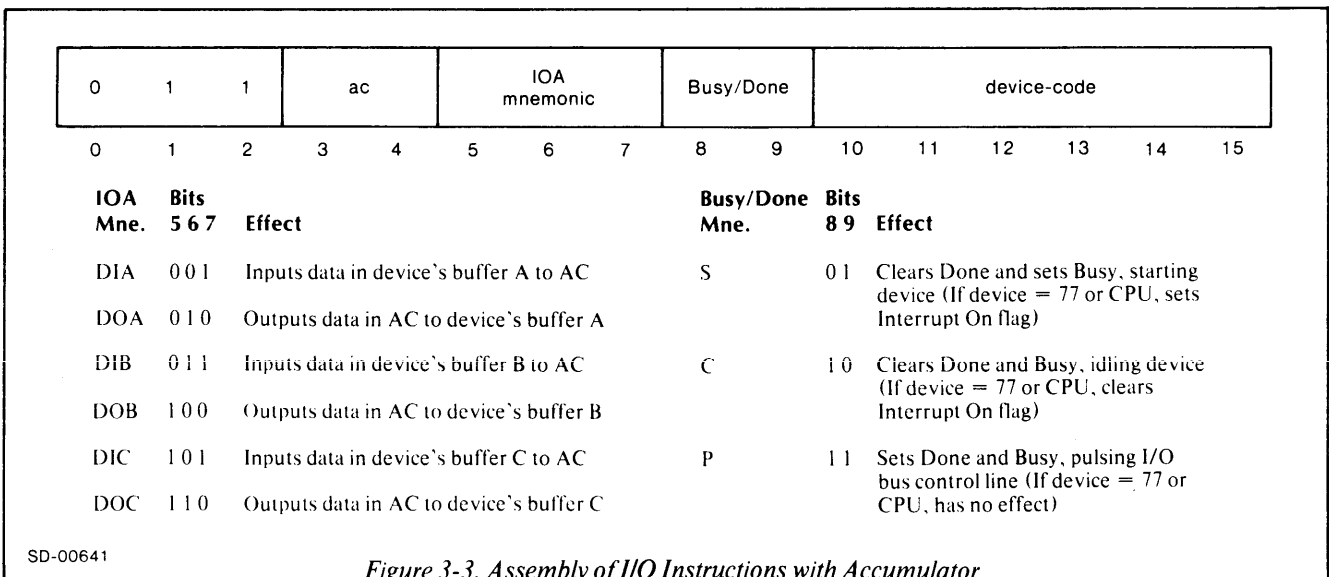 0 1 1 ac IOA mnemonic Busy/Done device-code
0 1 2 3 4 5 6 7 8 9 10 11 12 13 14 15
IOA Bits
Mne. 5 6 7 Effect
DIA 0 0 1 Inputs data in device's buffer A to AC
DOA 0 1 0 Outputs data in AC to device's buffer A
DIB 0 1 1 Inputs data in device's buffer B to AC
DOB 1 0 0 Outputs data in AC to device's buffer B
DIC 1 0 1 Inputs data in device's buffer C to AC
DOC 1 1 0 Outputs data in AC to device's buffer C
Busy/Done Bits
Mne. 8 9 Effect
S 0 1 Clears Done and sets Busy, starting
device (If device = 77 or CPU, sets
Interrupt On flag)
C 1 0 Clears Done and Busy, idling device
(If device = 77 or CPU, clears
Interrupt On flag)
P 1 1 Sets Done and Busy, pulsing I/O
bus control line (If device = 77 or
CPU, has no effect)
SD-00641
Figure 3-3. Assembly of I/O Instructions with Accumulator